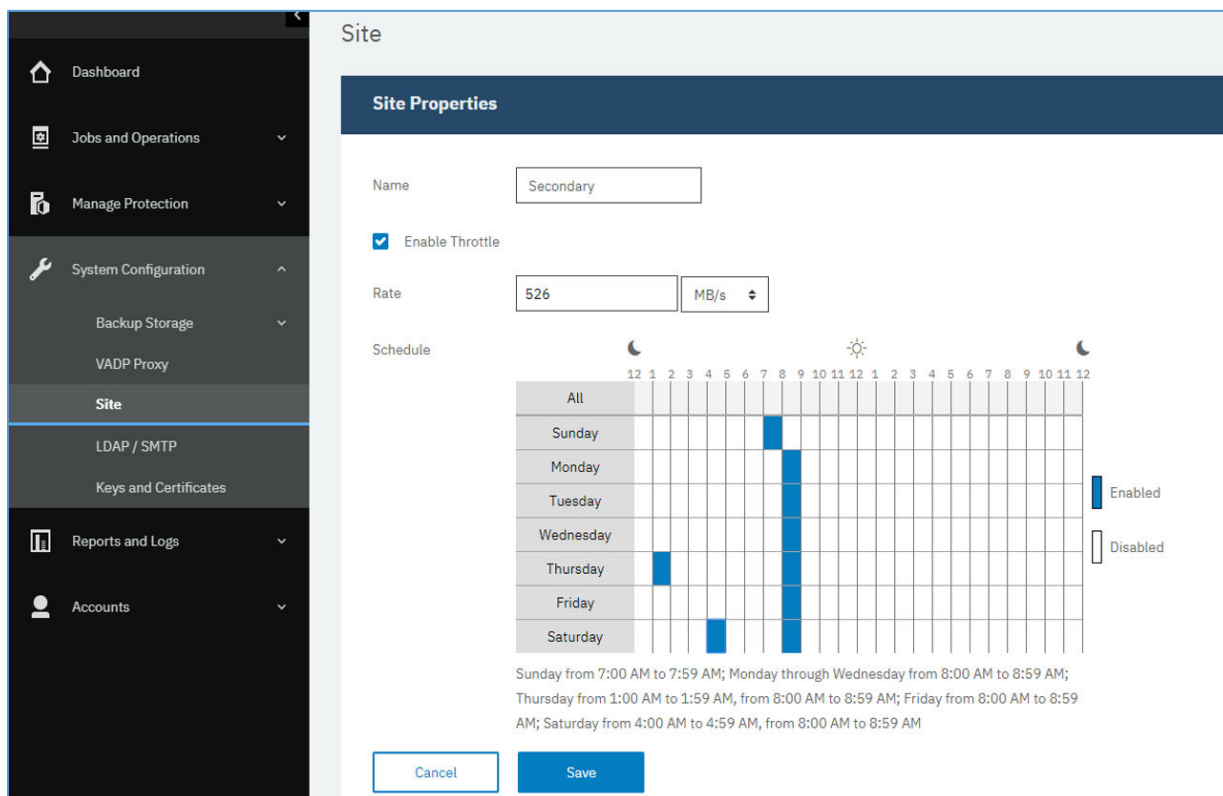 Site
Dashboard
Jobs and Operations
Manage Protection
System Configuration
Backup Storage
VADP Proxy
Site
LDAP / SMTP
Keys and Certificates
Reports and Logs
Accounts
Site Properties
Name
Secondary
Enable Throttle
Rate
526
MB/s
Schedule
12 1 2 3 4 5 6 7 8 9 10 11 12 1 2 3 4 5 6 7 8 9 10 11 12
All
Sunday
Monday
Tuesday
Wednesday
Thursday
Friday
Saturday
Enabled
Disabled
Sunday from 7:00 AM to 7:59 AM; Monday through Wednesday from 8:00 AM to 8:59 AM;
Thursday from 1:00 AM to 1:59 AM, from 8:00 AM to 8:59 AM; Friday from 8:00 AM to 8:59
AM; Saturday from 4:00 AM to 4:59 AM, from 8:00 AM to 8:59 AM
Cancel
Save